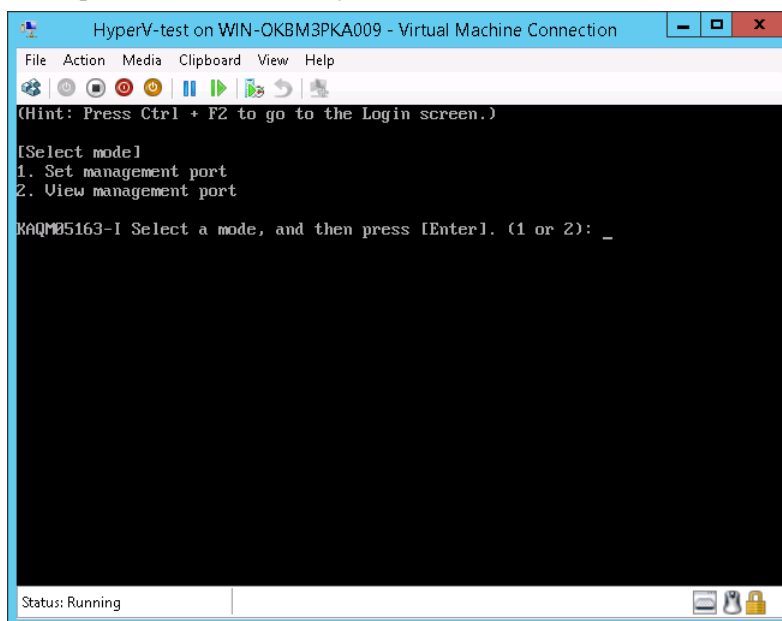 HyperV-test on WIN-OKBM3PKA009 - Virtual Machine Connection
File Action Media Clipboard View Help
(Hint: Press Ctrl + F2 to go to the Login screen.)
[Select mode]
1. Set management port
2. View management port
KAQM05163-I Select a mode, and then press [Enter]. (1 or 2): _
Status: Running